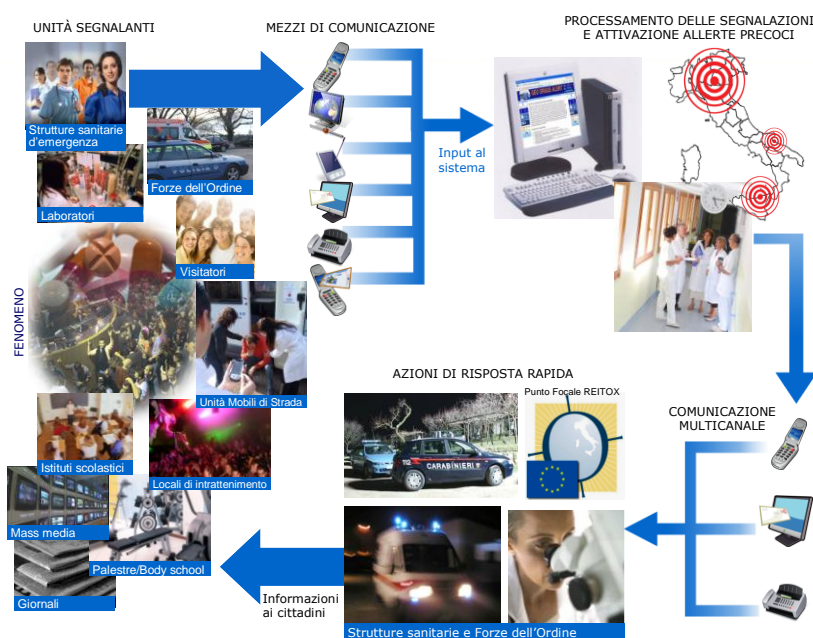 UNITÀ SEGNALANTI
MEZZI DI COMUNICAZIONE
PROCESSAMENTO DELLE SEGNALAZIONI
E ATTIVAZIONE ALLERTE PRECOCI
Strutture sanitarie
d'emergenza
POLIZIA
Forze dell'Ordine
Laboratori
Input al
sistema
Visitatori
FENOMENO
Unità Mobili di Strada
AZIONI DI RISPOSTA RAPIDA
Punto Focale REITOX
COMUNICAZIONE
MULTICANALE
CARABINIERI
Istituti scolastici
Locali di intrattenimento
Mass media
Palestre/Body school
Giornali
Informazioni
ai cittadini
Strutture sanitarie e Forze dell'Ordine